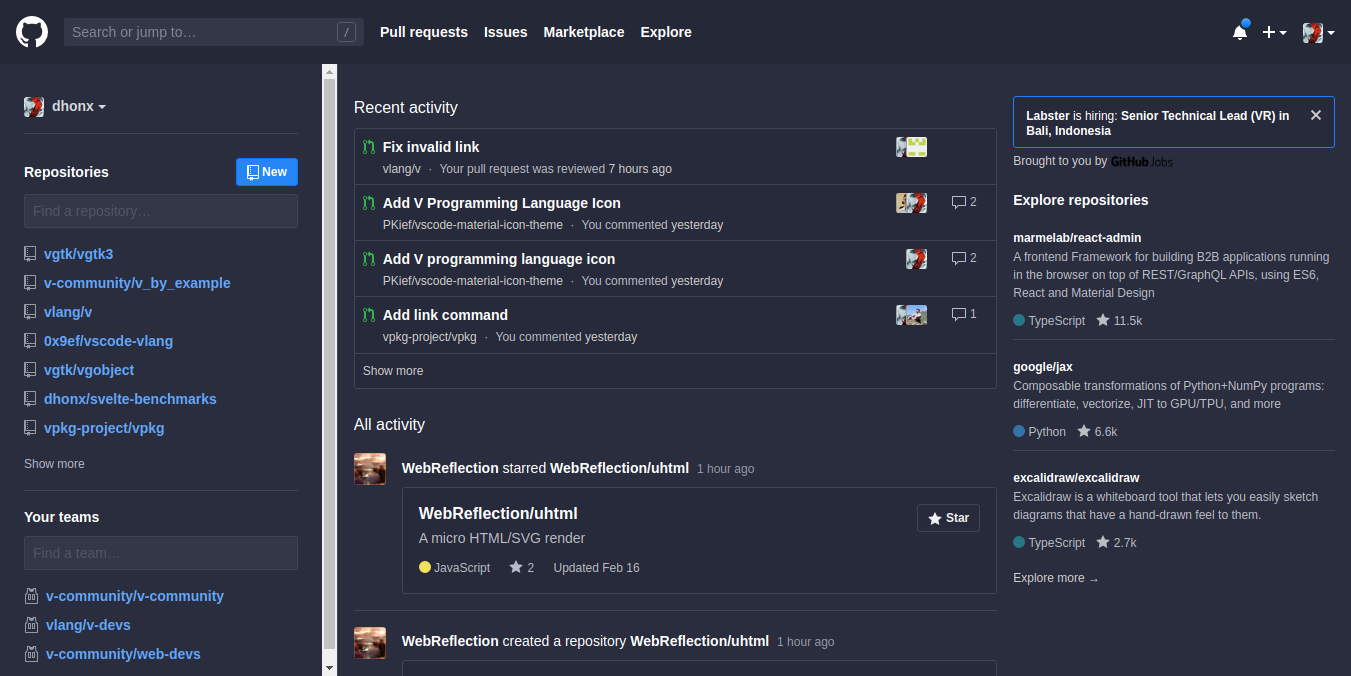 Search or jump to…
/
Pull requests
Issues
Marketplace
Explore
dhonx
Repositories
New
Find a repository…
vgtk/vgtk3
v-community/v_by_example
vlang/v
0x9ef/vscode-vlang
vgtk/vgobject
dhonx/svelte-benchmarks
vpkg-project/vpkg
Show more
Your teams
Find a team…
v-community/v-community
vlang/v-devs
v-community/web-devs
Recent activity
Fix invalid link
vlang/v · Your pull request was reviewed 7 hours ago
Add V Programming Language Icon
2
PKief/vscode-material-icon-theme · You commented yesterday
Add V programming language icon
2
PKief/vscode-material-icon-theme · You commented yesterday
Add link command
1
vpkg-project/vpkg · You commented yesterday
Show more
All activity
WebReflection starred WebReflection/uhtml 1 hour ago
WebReflection/uhtml
Star
A micro HTML/SVG render
JavaScript 2 Updated Feb 16
WebReflection created a repository WebReflection/uhtml 1 hour ago
Labster is hiring: Senior Technical Lead (VR) in
Bali, Indonesia
Brought to you by GitHub Jobs
Explore repositories
marmelab/react-admin
A frontend Framework for building B2B applications running
in the browser on top of REST/GraphQL APIs, using ES6,
React and Material Design
TypeScript 11.5k
google/jax
Composable transformations of Python+NumPy programs:
differentiate, vectorize, JIT to GPU/TPU, and more
Python 6.6k
excalidraw/excalidraw
Excalidraw is a whiteboard tool that lets you easily sketch
diagrams that have a hand-drawn feel to them.
TypeScript 2.7k
Explore more →